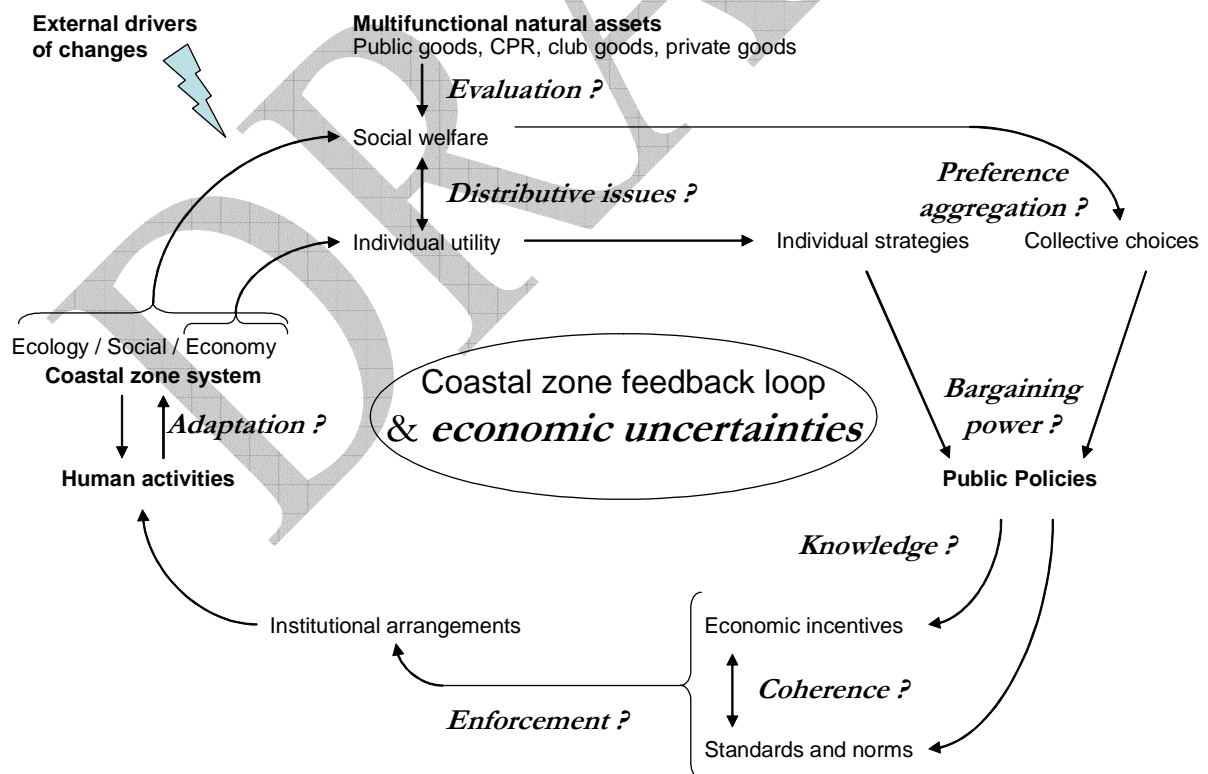 External drivers
of changes
Multifunctional natural assets
Public goods, CPR, club goods, private goods
Evaluation ?
Social welfare
Distributive issues ?
Preference
aggregation ?
Individual utility
Individual strategies
Collective choices
Ecology / Social / Economy
Coastal zone system
Adaptation ?
Human activities
Coastal zone feedback loop
& economic uncertainties
Bargaining
power ?
Public Policies
Knowledge ?
Institutional arrangements
Economic incentives
Coherence ?
Enforcement ?
Standards and norms
DRA